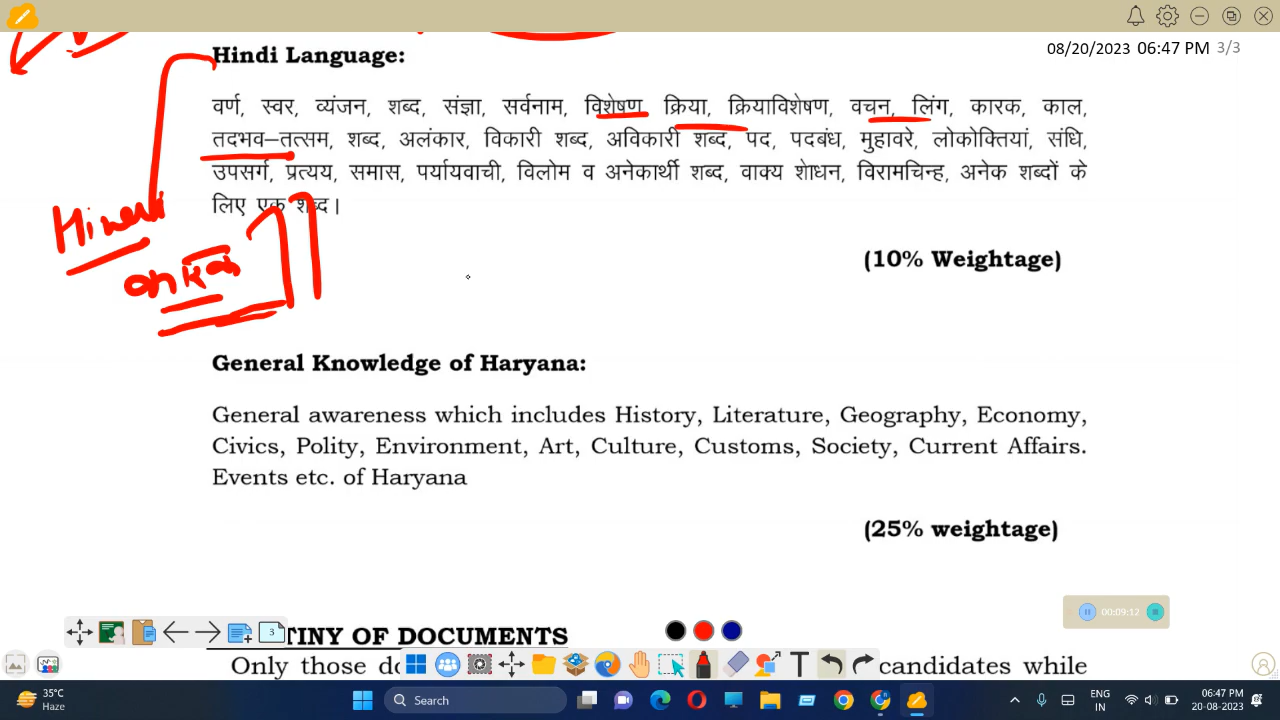 08/20/2023 06:47 PM 3/3
Hindi Language:
वर्ण, स्वर, व्यंजन, शब्द, संज्ञा, सर्वनाम, विशेषण क्रिया, क्रियाविशेषण, वचन, लिंग, कारक, काल,
तदभव–तत्सम, शब्द, अलंकार, विकारी शब्द, अविकारी शब्द, पद, पदबंध, मुहावरे, लोकोक्तियां, संधि,
उपसर्ग, प्रत्यय, समास, पर्यायवाची, विलोम व अनेकार्थी शब्द, वाक्य शोधन, विरामचिन्ह, अनेक शब्दों के
लिए एक शब्द।
(10% Weightage)
General Knowledge of Haryana:
General awareness which includes History, Literature, Geography, Economy,
Civics, Polity, Environment, Art, Culture, Customs, Society, Current Affairs.
Events etc. of Haryana
(25% weightage)
00:09:12
3 TINY OF DOCUMENTS
Only those candidates while
35°C
Haze
Search
ENG
IN
06:47 PM
20-08-2023